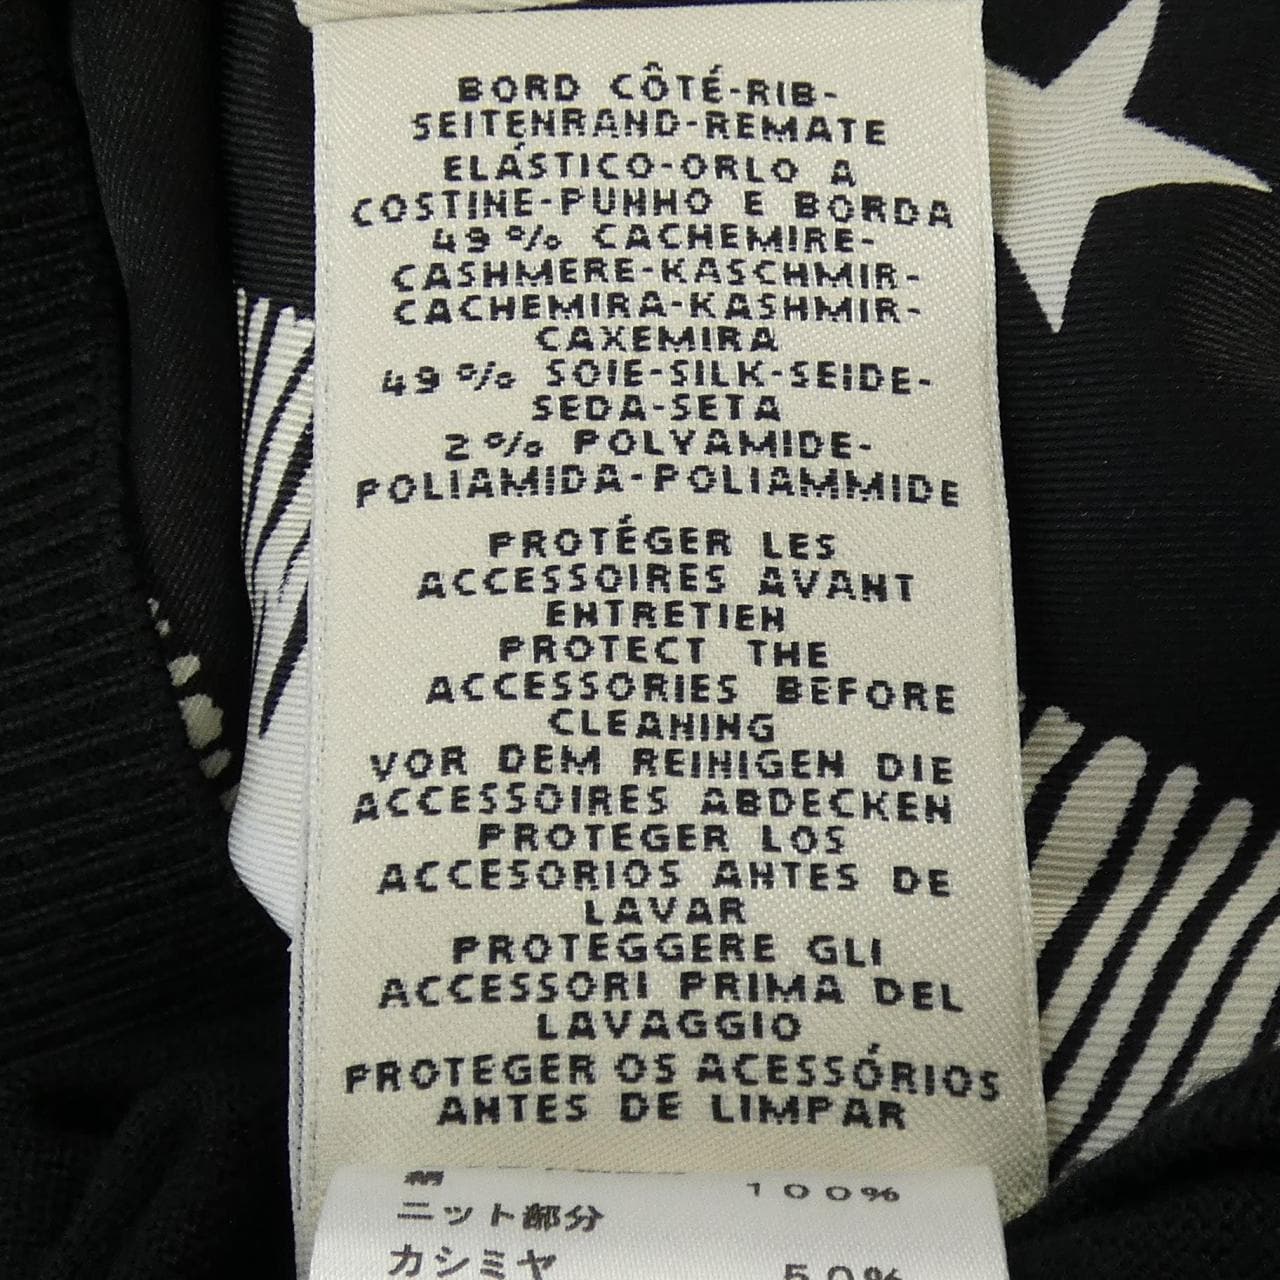 BORD CÔTÉ-RIB-
SEITENRAND-REMATE
ELÁSTICO-ORLO A
COSTINE-PUNHO E BORDA
49% CACHEMIRE-
CASHMERE-KASCHMIR-
CACHEMIRA-KASHMIR-
CAXEMIRA
49% SOIE-SILK-SEIDE-
SEDA-SETA
2% POLYAMIDE-
POLIAMIDA-POLIAMMIDE
PROTÉGER LES
ACCESSOIRES AVANT
ENTRETIEN
PROTECT THE
ACCESSORIES BEFORE
CLEANING
VOR DEM REINIGEN DIE
ACCESSOIRES ABDECKEN
PROTEGER LOS
ACCESORIOS ANTES DE
LAVAR
PROTEGGERE GLI
ACCESSORI PRIMA DEL
LAVAGGIO
PROTEGER OS ACESSÓRIOS
ANTES DE LIMPAR
100%
ニット部分
カシミヤ 50%